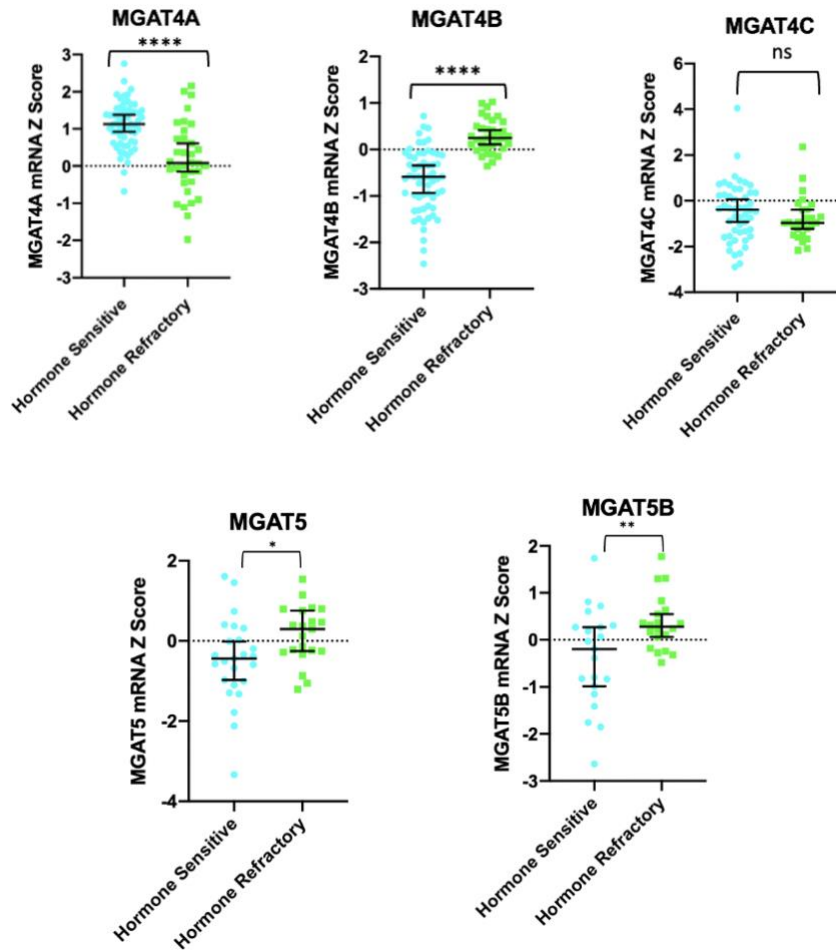 MGAT4A
****
MGAT4A mRNA Z Score
3
2
1
0
-1
-2
-3
Hormone Sensitive
Hormone Refractory
MGAT4B
****
MGAT4B mRNA Z Score
2
1
0
-1
-2
-3
Hormone Sensitive
Hormone Refractory
MGAT4C
ns
MGAT4C mRNA Z Score
6
4
2
0
-2
-4
Hormone Sensitive
Hormone Refractory
MGAT5
*
MGAT5 mRNA Z Score
2
0
-2
-4
Hormone Sensitive
Hormone Refractory
MGAT5B
**
MGAT5B mRNA Z Score
2
1
0
-1
-2
-3
Hormone Sensitive
Hormone Refractory